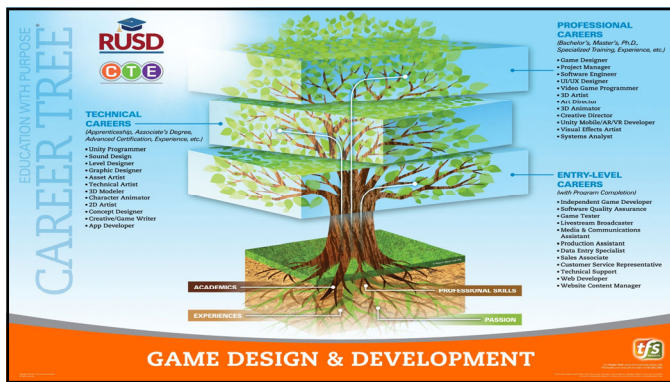 EDUCATION WITH PURPOSE
CAREER TREE
RUSD
CTE
TECHNICAL
CAREERS
(Apprenticeship, Associate's Degree,
Advanced Certification, Experience, etc.)
• Unity Programmer
• Sound Design
• Level Designer
• Graphic Designer
• Asset Artist
• Technical Artist
• 3D Modeler
• Character Animator
• 2D Artist
• Concept Designer
• Creative/Game Writer
• App Developer
PROFESSIONAL
CAREERS
(Bachelor's, Master's, Ph.D.,
Specialized Training, Experience, etc.)
• Game Designer
• Project Manager
• Software Engineer
• UI/UX Designer
• Video Game Programmer
• 3D Artist
• Art Director
• 3D Animator
• Creative Director
• Unity Mobile/AR/VR Developer
• Visual Effects Artist
• Systems Analyst
ENTRY-LEVEL
CAREERS
(with Program Completion)
• Independent Game Developer
• Software Quality Assurance
• Game Tester
• Livestream Broadcaster
• Media & Communications
Assistant
• Production Assistant
• Data Entry Specialist
• Sales Associate
• Customer Service Representative
• Technical Support
• Web Developer
• Website Content Manager
ACADEMICS
PROFESSIONAL SKILLS
EXPERIENCES
PASSION
GAME DESIGN & DEVELOPMENT
tfs